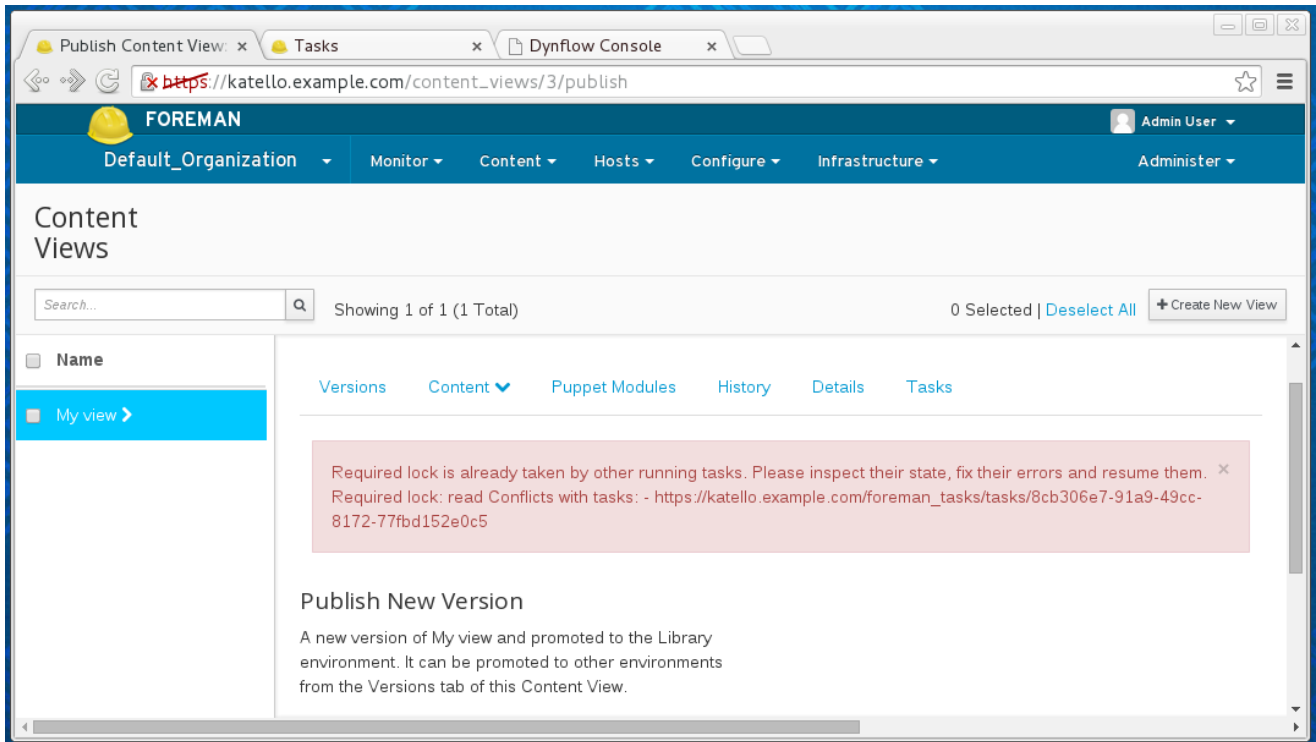 Publish Content View: Tasks Dynflow Console
https://katello.example.com/content_views/3/publish
FOREMAN Admin User
Default_Organization Monitor Content Hosts Configure Infrastructure Administer
Content
Views
Search... Showing 1 of 1 (1 Total) 0 Selected | Deselect All +Create New View
Name
Versions Content Puppet Modules History Details Tasks
My view
Required lock is already taken by other running tasks. Please inspect their state, fix their errors and resume them. ×
Required lock: read Conflicts with tasks: - https://katello.example.com/foreman_tasks/tasks/8cb306e7-91a9-49cc-
8172-77fbd152e0c5
Publish New Version
A new version of My view and promoted to the Library
environment. It can be promoted to other environments
from the Versions tab of this Content View.